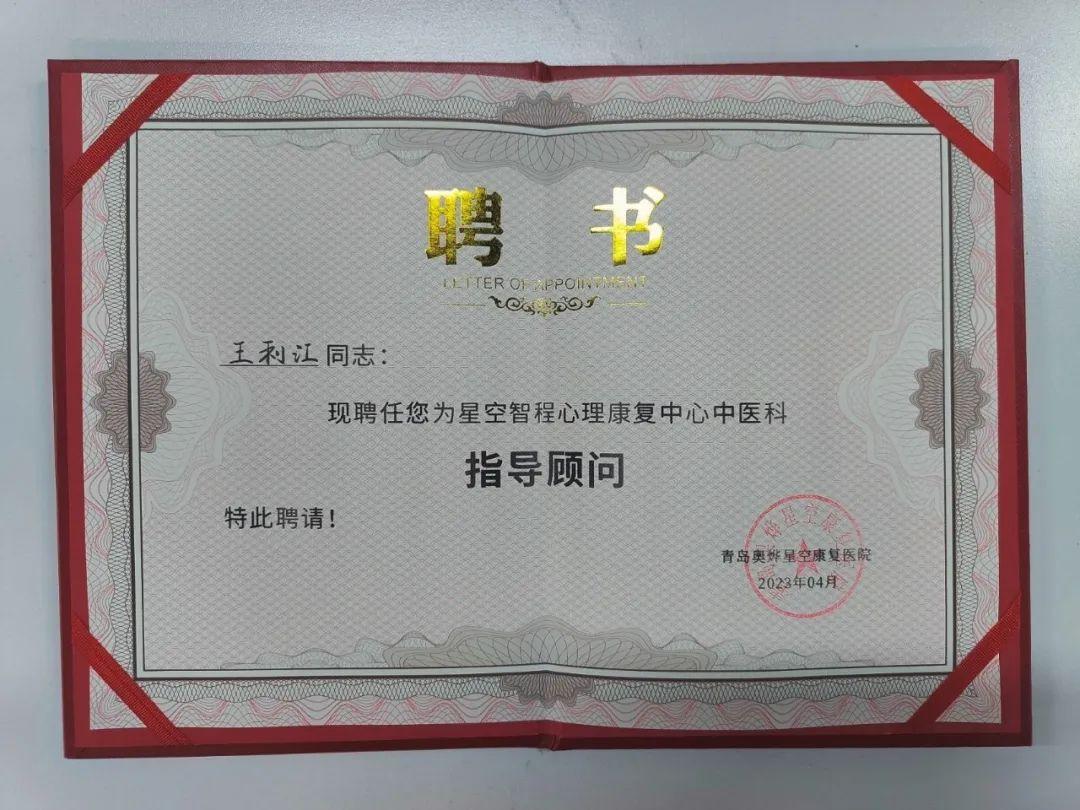 聘 书
LETTER OF APPOINTMENT
王利江同志：
现聘任您为星空智程心理康复中心中医科
指导顾问
特此聘请！
青岛奥烨星空康复医院
2023年04月